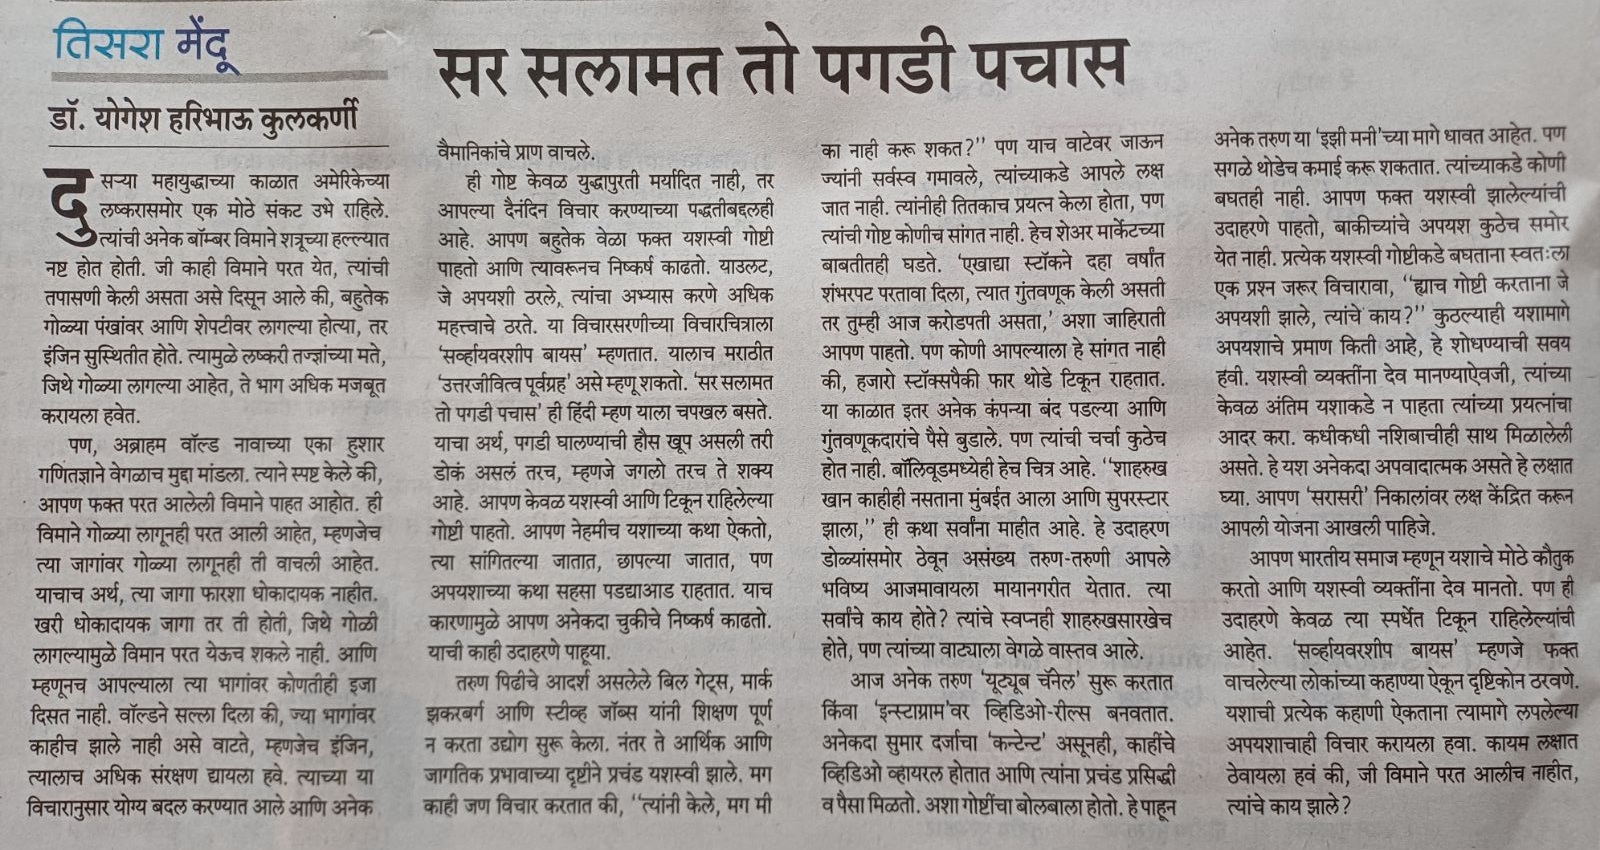 तिसरा मेंदू
डॉ. योगेश हरिभाऊ कुलकर्णी
सर सलामत तो पगडी पचास
दुसऱ्या महायुद्धाच्या काळात अमेरिकेच्या
लष्करासमोर एक मोठे संकट उभे राहिले.
त्यांची अनेक बॉम्बर विमाने शत्रूच्या हल्ल्यात
नष्ट होत होती. जी काही विमाने परत येत, त्यांची
तपासणी केली असता असे दिसून आले की, बहुतेक
गोळ्या पंखांवर आणि शेपटीवर लागल्या होत्या, तर
इंजिन सुस्थितीत होते. त्यामुळे लष्करी तज्ज्ञांच्या मते,
जिथे गोळ्या लागल्या आहेत, ते भाग अधिक मजबूत
करायला हवेत.
पण, अब्राहम वॉल्ड नावाच्या एका हुशार
गणितज्ञाने वेगळाच मुद्दा मांडला. त्याने स्पष्ट केले की,
आपण फक्त परत आलेली विमाने पाहत आहोत. ही
विमाने गोळ्या लागूनही परत आली आहेत, म्हणजेच
त्या जागांवर गोळ्या लागूनही ती वाचली आहेत.
याचाच अर्थ, त्या जागा फारशा धोकादायक नाहीत.
खरी धोकादायक जागा तर ती होती, जिथे गोळी
लागल्यामुळे विमान परत येऊच शकले नाही. आणि
म्हणूनच आपल्याला त्या भागांवर कोणतीही इजा
दिसत नाही. वॉल्डने सल्ला दिला की, ज्या भागांवर
काहीच झाले नाही असे वाटते, म्हणजेच इंजिन,
त्यालाच अधिक संरक्षण द्यायला हवे. त्याच्या या
विचारानुसार योग्य बदल करण्यात आले आणि अनेक
वैमानिकांचे प्राण वाचले.
ही गोष्ट केवळ युद्धापुरती मर्यादित नाही, तर
आपल्या दैनंदिन विचार करण्याच्या पद्धतीबद्दलही
आहे. आपण बहुतेक वेळा फक्त यशस्वी गोष्टी
पाहतो आणि त्यावरूनच निष्कर्ष काढतो. याउलट,
जे अपयशी ठरले, त्यांचा अभ्यास करणे अधिक
महत्त्वाचे ठरते. या विचारसरणीच्या विचारचित्राला
‘सर्व्हायवरशीप बायस’ म्हणतात. यालाच मराठीत
‘उत्तरजीवित्व पूर्वग्रह’ असे म्हणू शकतो. ‘सर सलामत
तो पगडी पचास’ ही हिंदी म्हण याला चपखल बसते.
याचा अर्थ, पगडी घालण्याची हौस खूप असली तरी
डोकं असलं तरच, म्हणजे जगलो तरच ते शक्य
आहे. आपण केवळ यशस्वी आणि टिकून राहिलेल्या
गोष्टी पाहतो. आपण नेहमीच यशाच्या कथा ऐकतो,
त्या सांगितल्या जातात, छापल्या जातात, पण
अपयशाच्या कथा सहसा पडद्याआड राहतात. याच
कारणामुळे आपण अनेकदा चुकीचे निष्कर्ष काढतो.
याची काही उदाहरणे पाहूया.
तरुण पिढीचे आदर्श असलेले बिल गेट्स, मार्क
झकरबर्ग आणि स्टीव्ह जॉब्स यांनी शिक्षण पूर्ण
न करता उद्योग सुरू केला. नंतर ते आर्थिक आणि
जागतिक प्रभावाच्या दृष्टीने प्रचंड यशस्वी झाले. मग
काही जण विचार करतात की, ‘‘त्यांनी केले, मग मी
का नाही करू शकत?’’ पण याच वाटेवर जाऊन
ज्यांनी सर्वस्व गमावले, त्यांच्याकडे आपले लक्ष
जात नाही. त्यांनीही तितकाच प्रयत्न केला होता, पण
त्यांची गोष्ट कोणीच सांगत नाही. हेच शेअर मार्केटच्या
बाबतीतही घडते. ‘एखाद्या स्टॉकने दहा वर्षांत
शंभरपट परतावा दिला, त्यात गुंतवणूक केली असती
तर तुम्ही आज करोडपती असता,’ अशा जाहिराती
आपण पाहतो. पण कोणी आपल्याला हे सांगत नाही
की, हजारो स्टॉक्सपैकी फार थोडे टिकून राहतात.
या काळात इतर अनेक कंपन्या बंद पडल्या आणि
गुंतवणूकदारांचे पैसे बुडाले. पण त्यांची चर्चा कुठेच
होत नाही. बॉलिवूडमध्येही हेच चित्र आहे. ‘‘शाहरुख
खान काहीही नसताना मुंबईत आला आणि सुपरस्टार
झाला,’’ ही कथा सर्वांना माहीत आहे. हे उदाहरण
डोळ्यांसमोर ठेवून असंख्य तरुण-तरुणी आपले
भविष्य आजमावायला मायानगरीत येतात. त्या
सर्वांचे काय होते? त्यांचे स्वप्नही शाहरुखसारखेच
होते, पण त्यांच्या वाट्याला वेगळे वास्तव आले.
आज अनेक तरुण ‘यूट्यूब चॅनेल’ सुरू करतात
किंवा ‘इन्स्टाग्राम’वर व्हिडिओ-रील्स बनवतात.
अनेकदा सुमार दर्जाचा ‘कन्टेन्ट’ असूनही, काहींचे
व्हिडिओ व्हायरल होतात आणि त्यांना प्रचंड प्रसिद्धी
व पैसा मिळतो. अशा गोष्टींचा बोलबाला होतो. हे पाहून
अनेक तरुण या ‘इझी मनी’च्या मागे धावत आहेत. पण
सगळे थोडेच कमाई करू शकतात. त्यांच्याकडे कोणी
बघतही नाही. आपण फक्त यशस्वी झालेल्यांची
उदाहरणे पाहतो, बाकीच्यांचे अपयश कुठेच समोर
येत नाही. प्रत्येक यशस्वी गोष्टीकडे बघताना स्वतःला
एक प्रश्न जरूर विचारावा, ‘‘ह्याच गोष्टी करताना जे
अपयशी झाले, त्यांचे काय?’’ कुठल्याही यशामागे
अपयशाचे प्रमाण किती आहे, हे शोधण्याची सवय
हवी. यशस्वी व्यक्तींना देव मानण्याऐवजी, त्यांच्या
केवळ अंतिम यशाकडे न पाहता त्यांच्या प्रयत्नांचा
आदर करा. कधीकधी नशिबाचीही साथ मिळालेली
असते. हे यश अनेकदा अपवादात्मक असते हे लक्षात
घ्या. आपण ‘सरासरी’ निकालांवर लक्ष केंद्रित करून
आपली योजना आखली पाहिजे.
आपण भारतीय समाज म्हणून यशाचे मोठे कौतुक
करतो आणि यशस्वी व्यक्तींना देव मानतो. पण ही
उदाहरणे केवळ त्या स्पर्धेत टिकून राहिलेल्यांची
आहेत. ‘सर्व्हायवरशीप बायस’ म्हणजे फक्त
वाचलेल्या लोकांच्या कहाण्या ऐकून दृष्टिकोन ठरवणे.
यशाची प्रत्येक कहाणी ऐकताना त्यामागे लपलेल्या
अपयशाचाही विचार करायला हवा. कायम लक्षात
ठेवायला हवं की, जी विमाने परत आलीच नाहीत,
त्यांचे काय झाले?